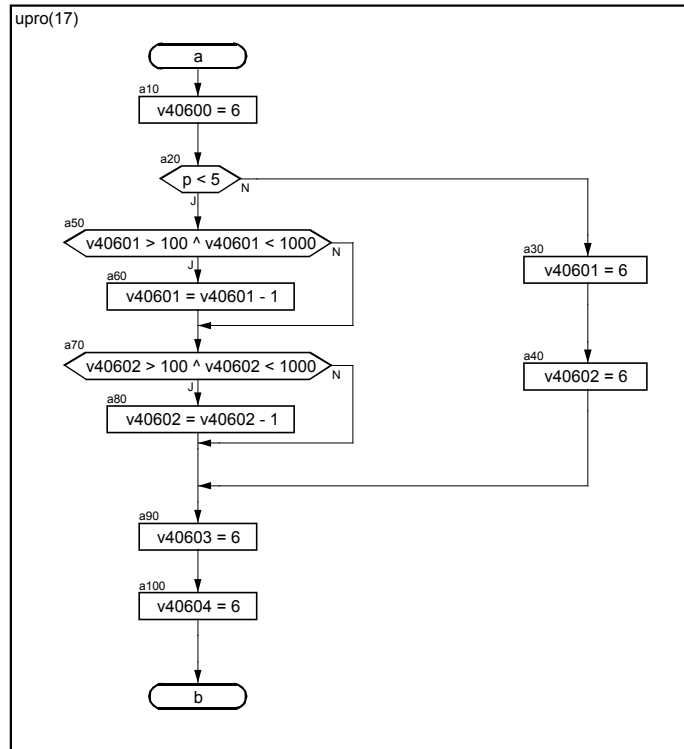 upro(17)
a
a10
v40600 = 6
a20
p < 5
N
J
a50
v40601 > 100 ^ v40601 < 1000
N
J
a30
v40601 = 6
a60
v40601 = v40601 - 1
a70
v40602 > 100 ^ v40602 < 1000
N
J
a40
v40602 = 6
a80
v40602 = v40602 - 1
a90
v40603 = 6
a100
v40604 = 6
b